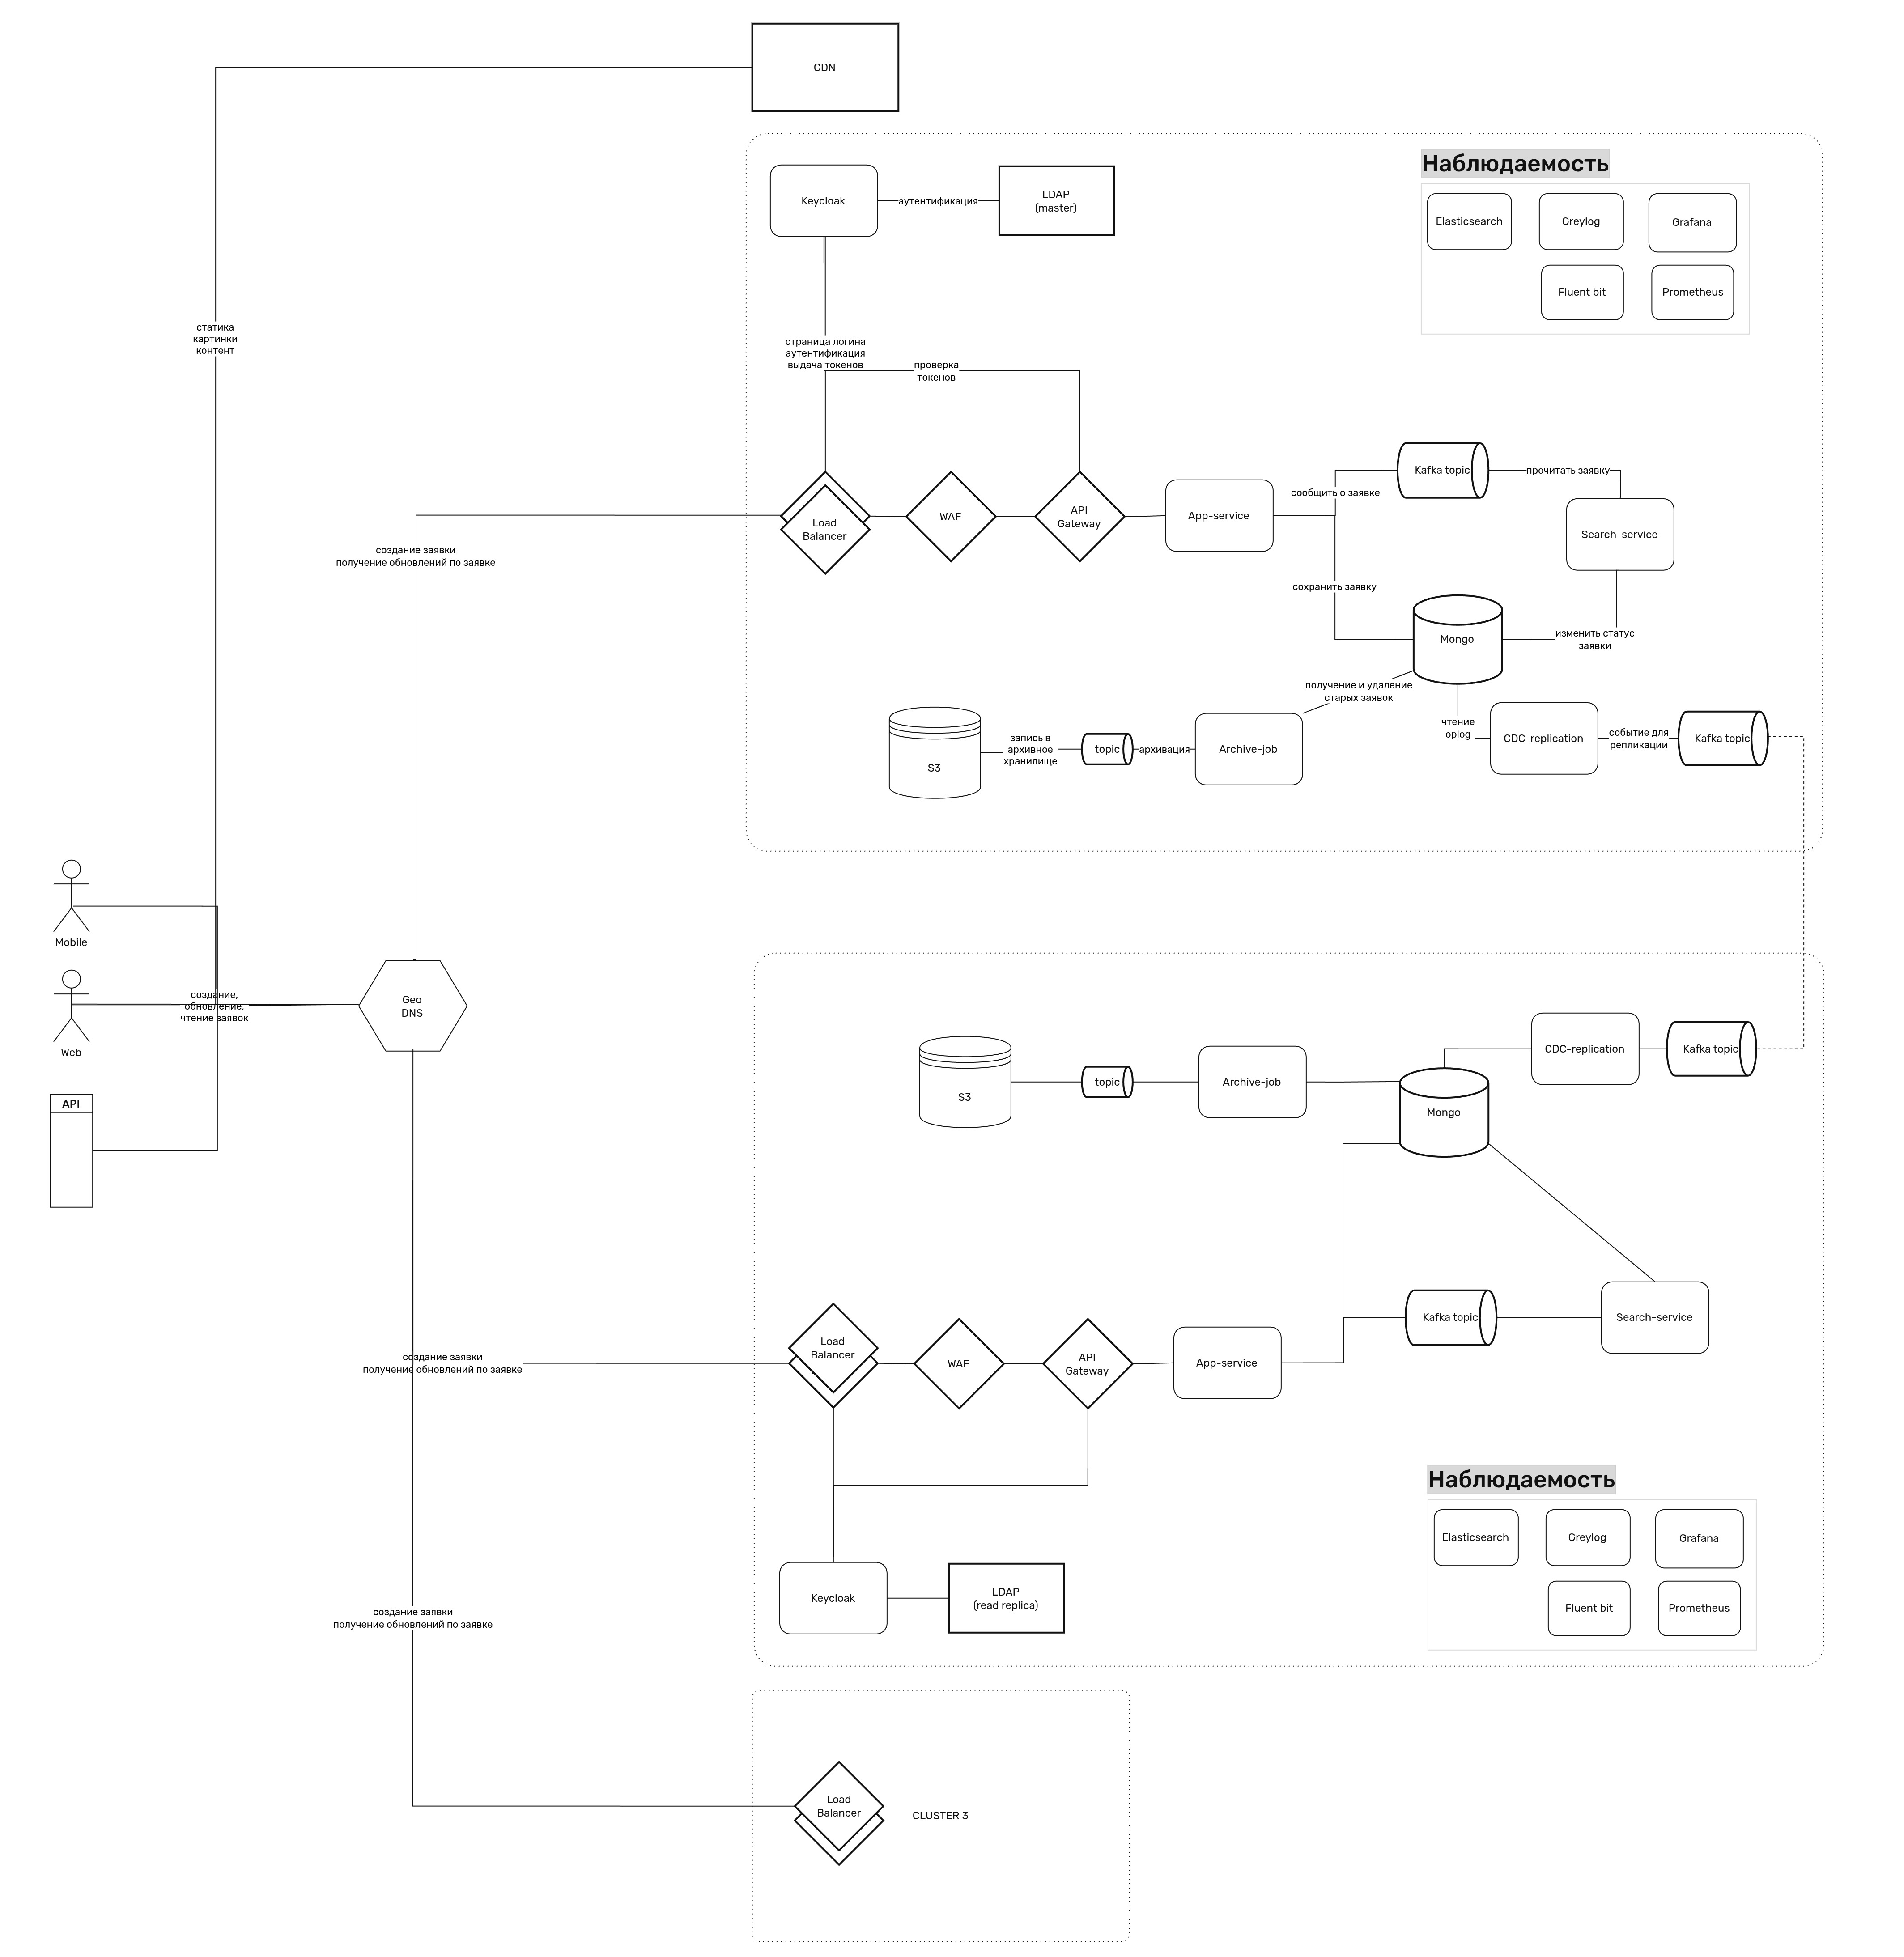 CDN
Наблюдаемость
Keycloak
аутентификация
LDAP
(master)
Elasticsearch
Greylog
Grafana
Fluent bit
Prometheus
статика
картинки
контент
страница логина
аутентификация
выдача токенов
проверка
токенов
Kafka topic
прочитать заявку
сообщить о заявке
Load
Balancer
WAF
API
Gateway
App-service
Search-service
создание заявки
получение обновлений по заявке
сохранить заявку
Mongo
изменить статус
заявки
получение и удаление
старых заявок
S3
запись в
архивное
хранилище
topic
архивация
Archive-job
чтение
oplog
CDC-replication
событие для
репликации
Kafka topic
Mobile
создание,
обновление,
чтение заявок
Web
Geo
DNS
API
CDC-replication
Kafka topic
S3
topic
Archive-job
Mongo
Load
Balancer
WAF
API
Gateway
App-service
Kafka topic
Search-service
создание заявки
получение обновлений по заявке
Наблюдаемость
Elasticsearch
Greylog
Grafana
Fluent bit
Prometheus
Keycloak
LDAP
(read replica)
создание заявки
получение обновлений по заявке
Load
Balancer
CLUSTER 3